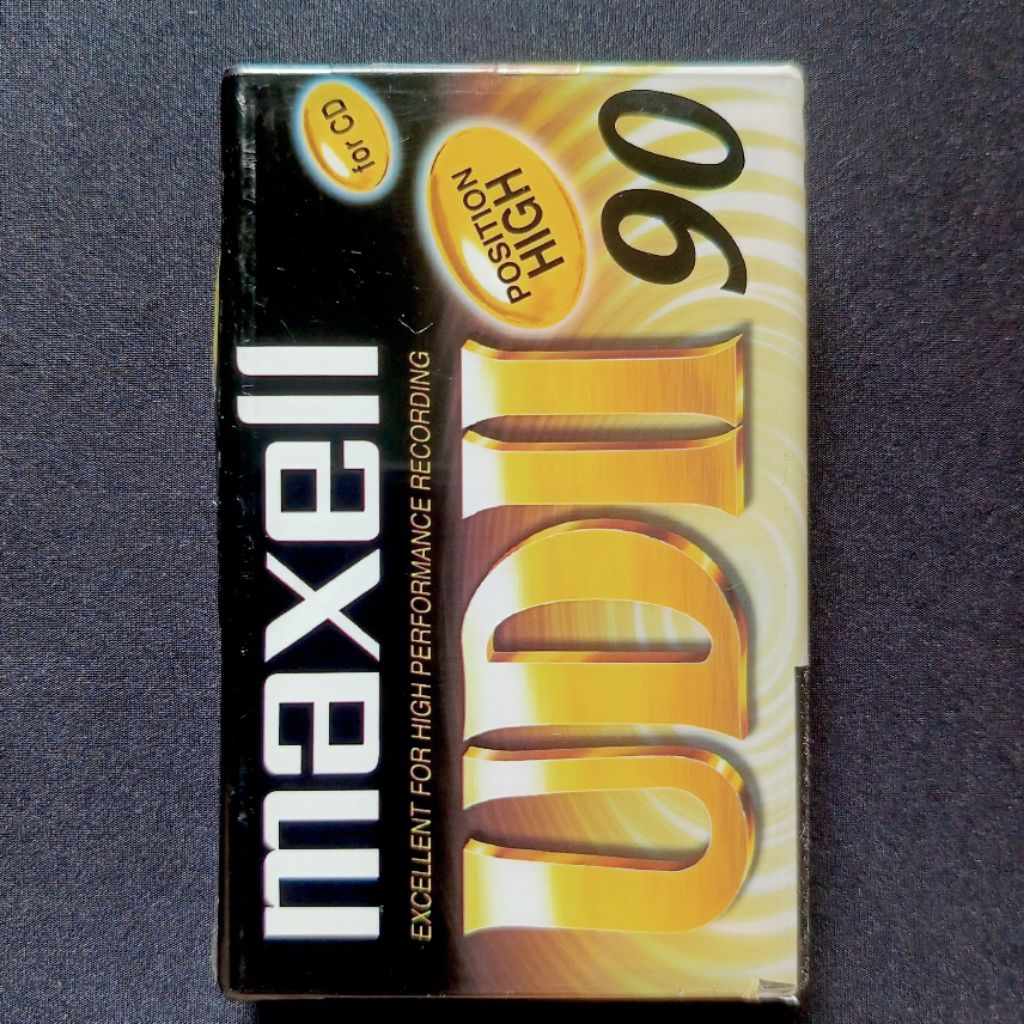 maxell
for CD
EXCELLENT FOR HIGH PERFORMANCE RECORDING
POSITION
HIGH
UDII
90